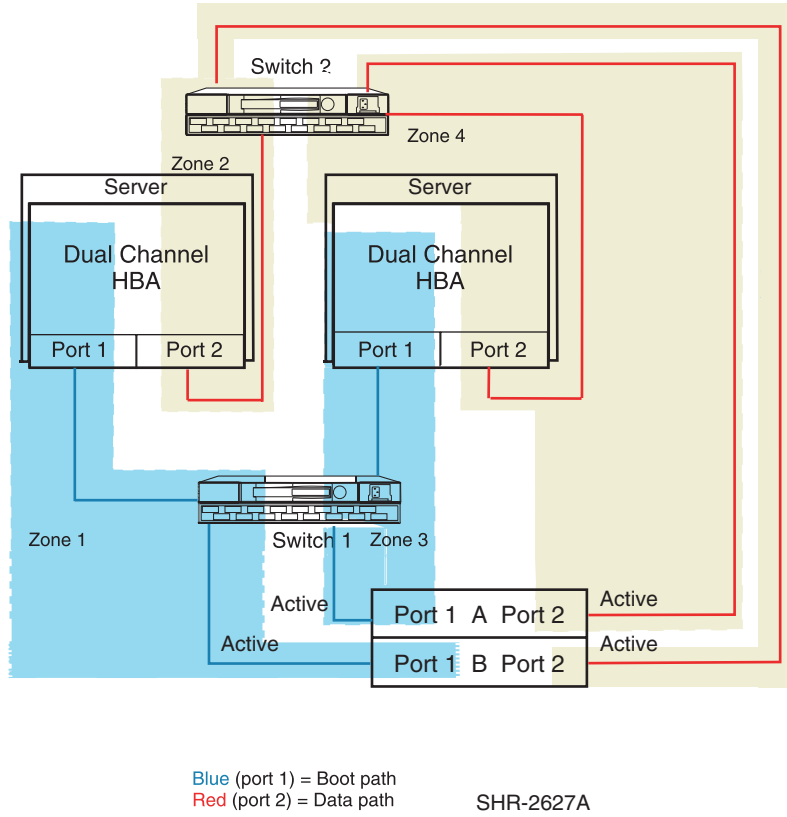 Switch 2
Zone 4
Zone 2
Server
Server
Dual Channel
HBA
Dual Channel
HBA
Port 1
Port 2
Port 1
Port 2
Zone 1
Switch 1
Zone 3
Active
Port 1 A Port 2
Active
Active
Port 1 B Port 2
Active
Blue (port 1) = Boot path
Red (port 2) = Data path
SHR-2627A